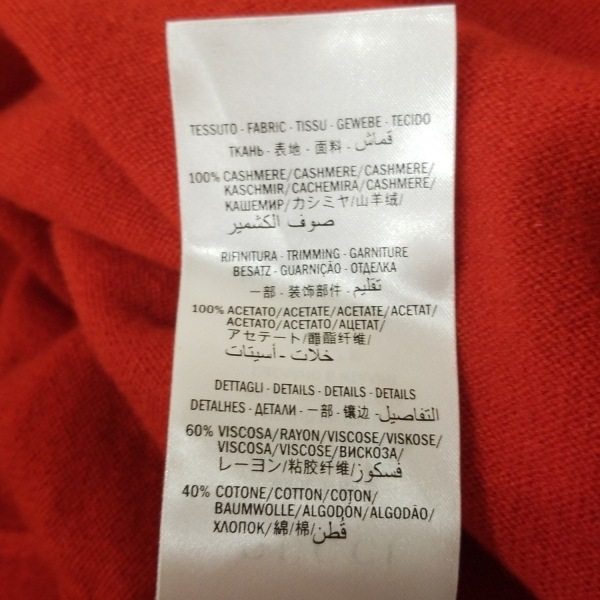 TESSUTO - FABRIC - TISSU - GEWEBE - TECIDO
ТКАНЬ - 表地 - 面料 - قماش
100% CASHMERE/CASHMERE/CASHMERE/
KASCHMIR/CACHEMIRA/CASHMERE/
КАШЕМИР/カシミヤ/山羊绒/
صوف الكشمير
RIFINITURA - TRIMMING - GARNITURE
BESATZ - GUARNIÇÃO - ОТДЕЛКА
一部 - 装饰部件 - تقليم
100% ACETATO/ACETATE/ACETATE/ACETAT/
ACETATO/ACETATO/АЦЕТАТ/
アセテート/醋酯纤维/
خلات - أسيتات
DETTAGLI - DETAILS - DETAILS - DETAILS
DETALHES - ДЕТАЛИ - 一部 - 镶边 - التفاصيل
60% VISCOSA/RAYON/VISCOSE/VISKOSE/
VISCOSA/VISCOSE/ВИСКОЗА/
レーヨン/粘胶纤维/فسكوز
40% COTONE/COTTON/COTON/
BAUMWOLLE/ALGODÓN/ALGODÃO/
ХЛОПОК/綿/棉/قطن